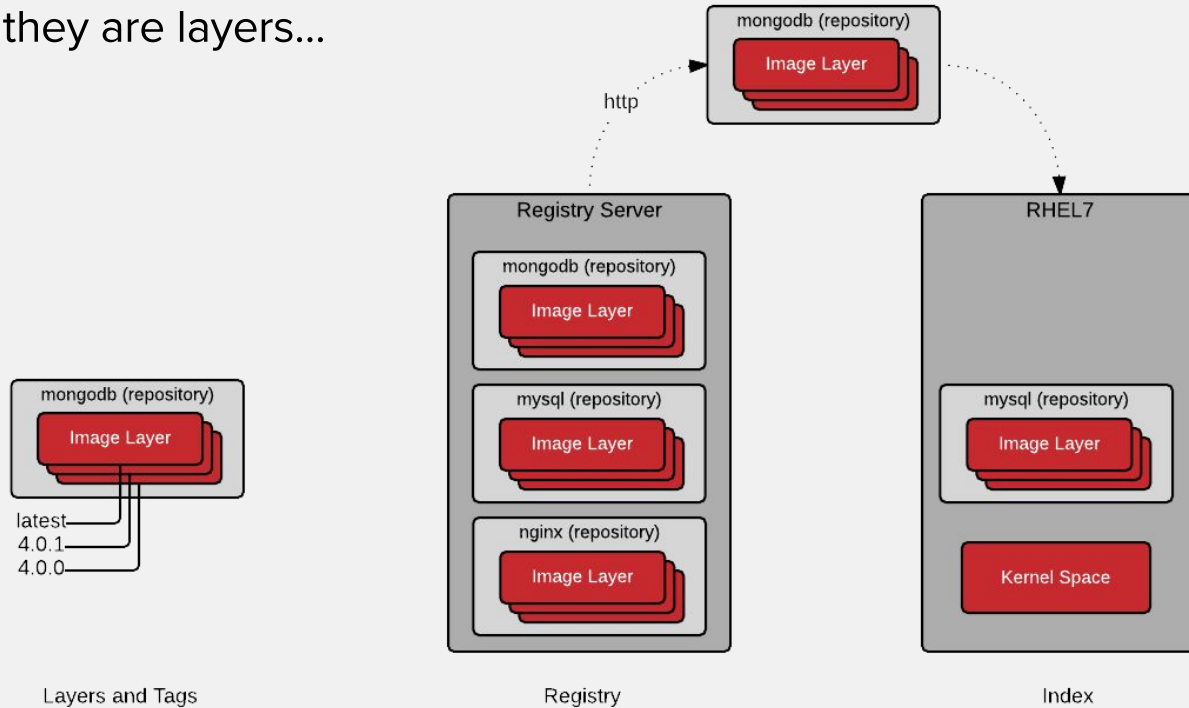 they are layers...
mongodb (repository)
Image Layer
http
Registry Server
mongodb (repository)
Image Layer
mysql (repository)
Image Layer
nginx (repository)
Image Layer
RHEL7
mysql (repository)
Image Layer
Kernel Space
mongodb (repository)
Image Layer
latest
4.0.1
4.0.0
Layers and Tags
Registry
Index